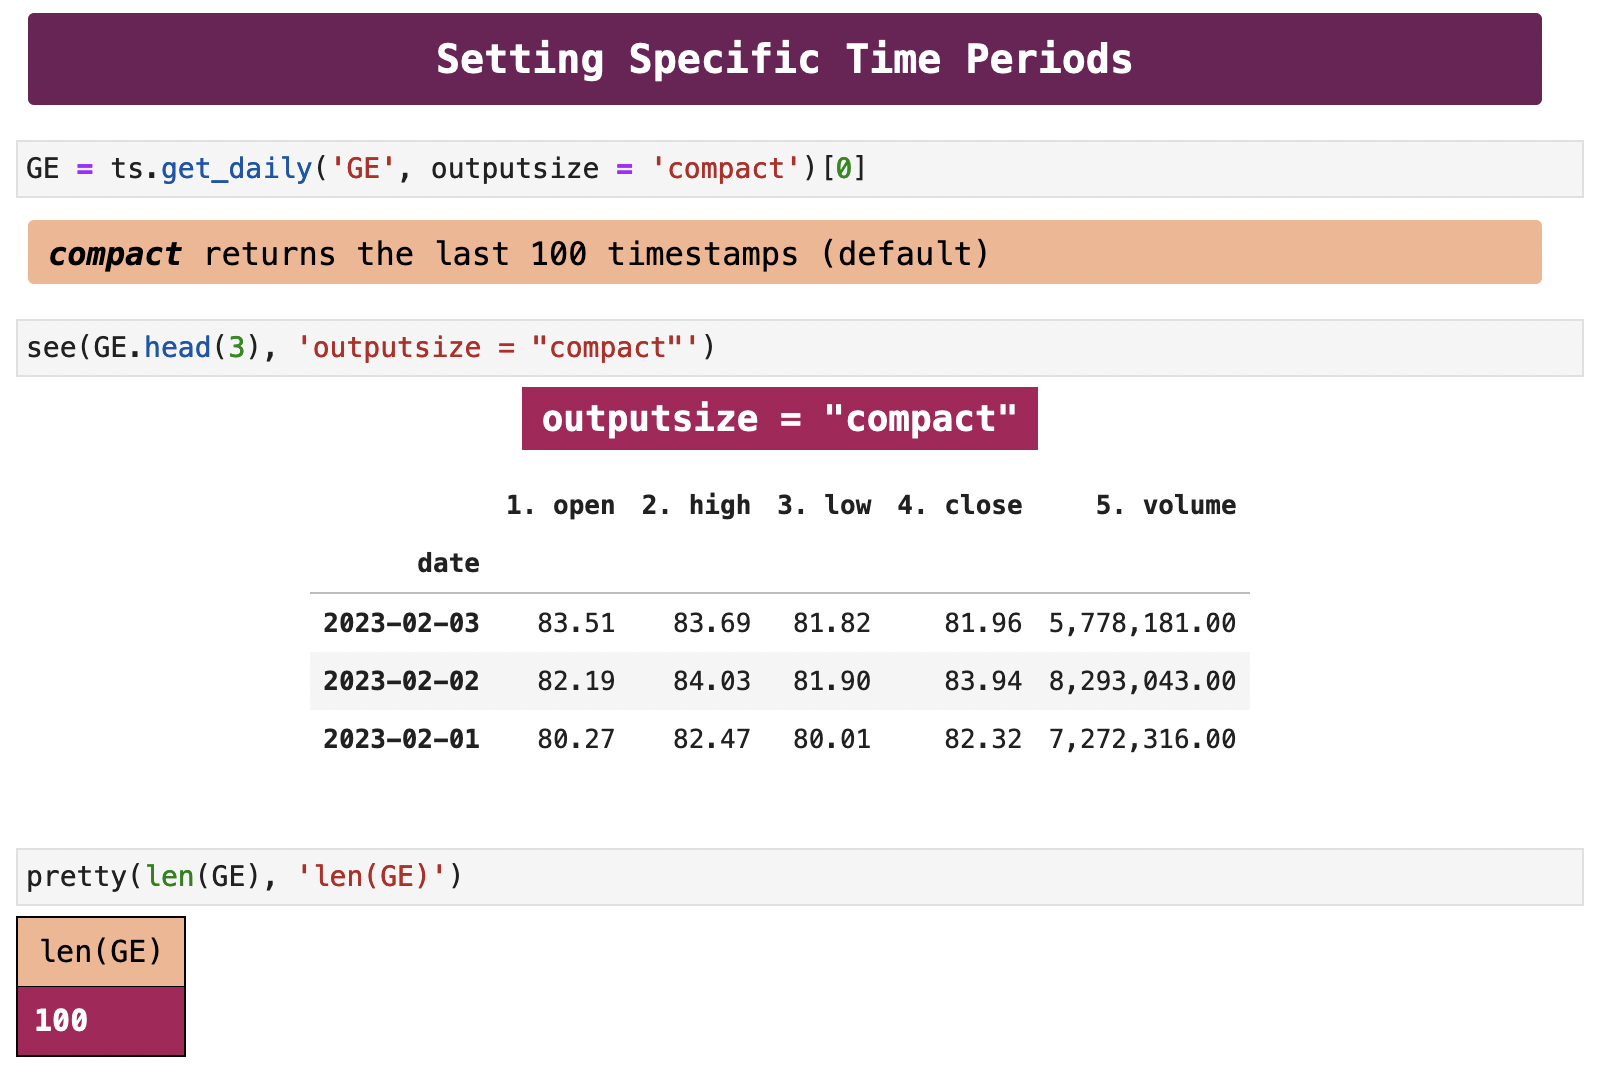 Setting Specific Time Periods
GE = ts.get_daily('GE', outputsize = 'compact')[0]
compact returns the last 100 timestamps (default)
see(GE.head(3), 'outputsize = "compact"')
outputsize = "compact"
1. open 2. high 3. low 4. close 5. volume
date
2023-02-03 83.51 83.69 81.82 81.96 5,778,181.00
2023-02-02 82.19 84.03 81.90 83.94 8,293,043.00
2023-02-01 80.27 82.47 80.01 82.32 7,272,316.00
pretty(len(GE), 'len(GE)')
len(GE)
100